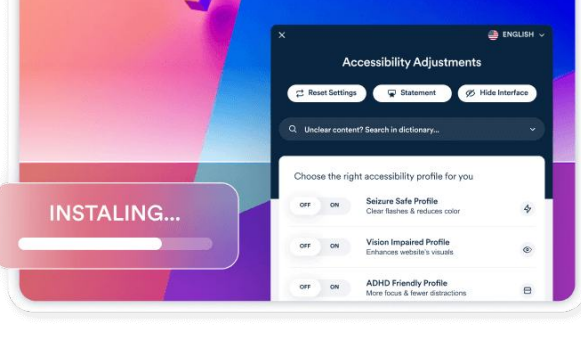 ENGLISH
Accessibility Adjustments
Reset Settings
Statement
Hide Interface
Unclear content? Search in dictionary...
Choose the right accessibility profile for you
OFF ON
Seizure Safe Profile
Clear flashes & reduces color
INSTALING...
OFF ON
Vision Impaired Profile
Enhances website's visuals
OFF ON
ADHD Friendly Profile
More focus & fewer distractions